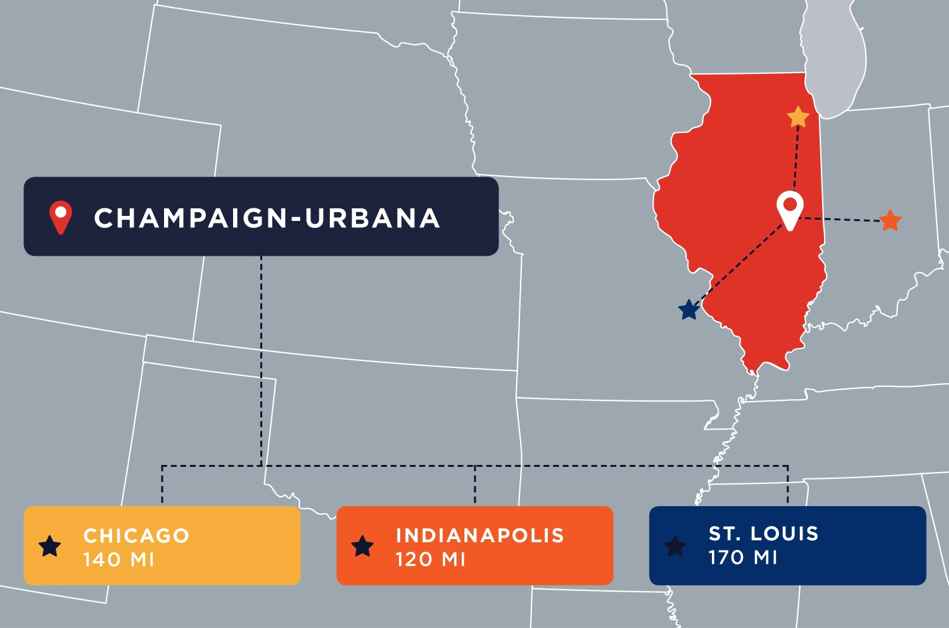 CHAMPAIGN-URBANA
CHICAGO
140 MI
INDIANAPOLIS
120 MI
ST. LOUIS
170 MI